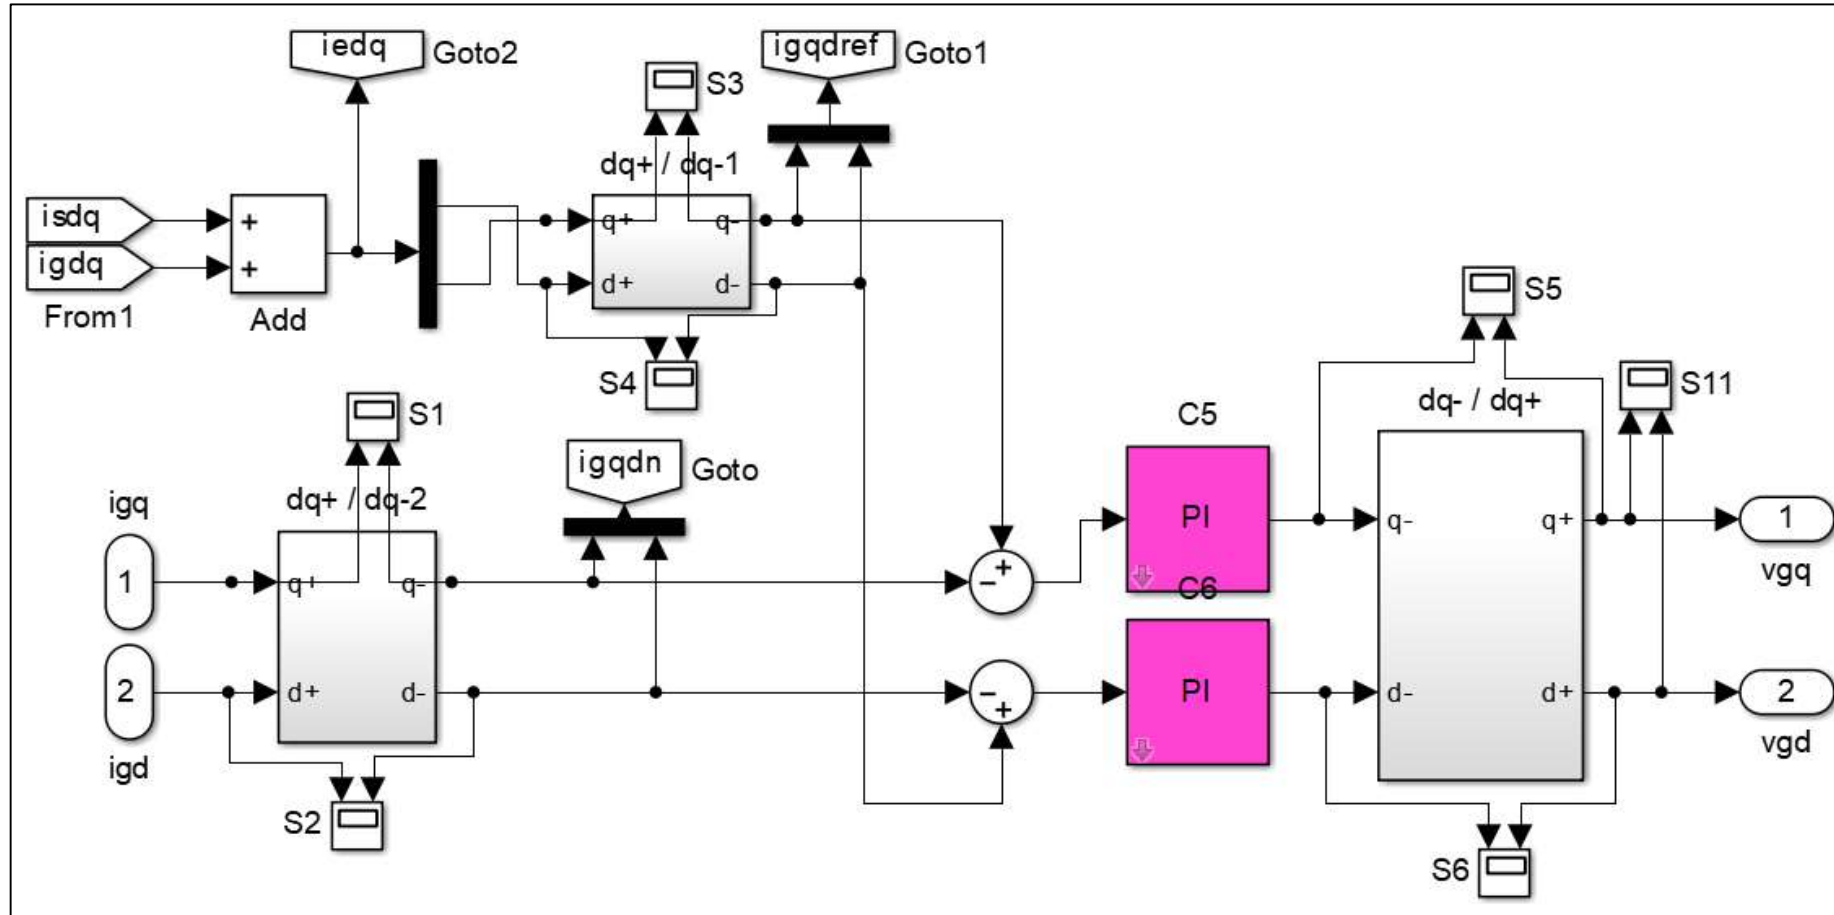 iedq
Goto2
igqdref
Goto1
S3
dq+ / dq-1
isdq
igdq
From1
+
+
Add
q+
q-
d+
d-
S4
S5
S11
dq- / dq+
S1
igqdn
Goto
dq+ / dq-2
igq
1
q+
q-
2
d+
d-
igd
S2
- +
- +
C5
PI
C6
PI
q-
q+
d-
d+
1
vgq
2
vgd
S6